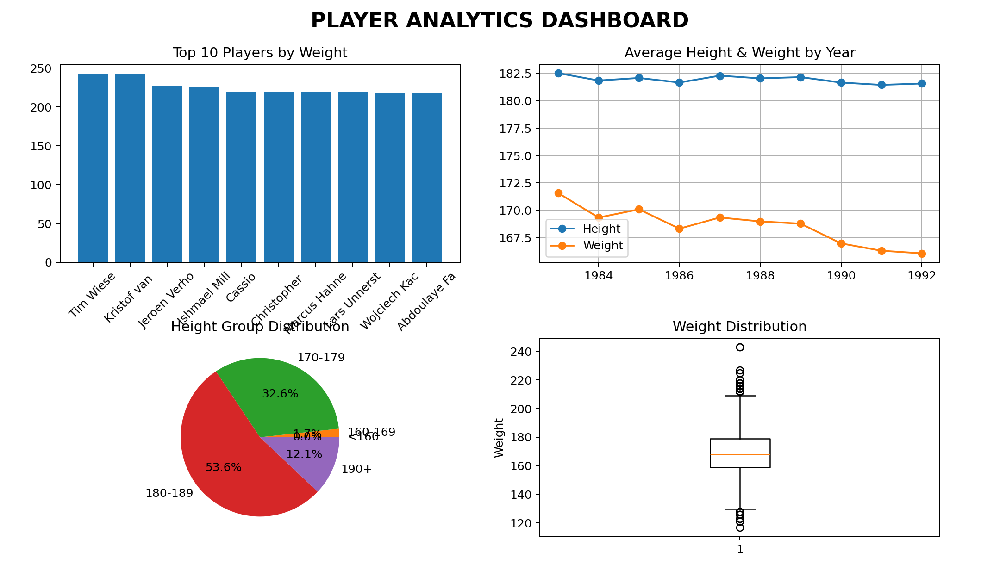 PLAYER ANALYTICS DASHBOARD
Top 10 Players by Weight
250
200
150
100
50
0
Tim Wiese
Kristof van
Jeroen Verho
Ishmael Mill
Cassio
Christopher
Marcus Hahne
Lars Unnerst
Wojciech Kac
Abdoulaye Fa
Average Height & Weight by Year
182.5
180.0
177.5
175.0
172.5
170.0
167.5
Height
Weight
1984
1986
1988
1990
1992
Height Group Distribution
170-179
32.6%
1.7%
160-169
0.0%
<160
12.1%
190+
53.6%
180-189
Weight Distribution
Weight
240
220
200
180
160
140
120
1